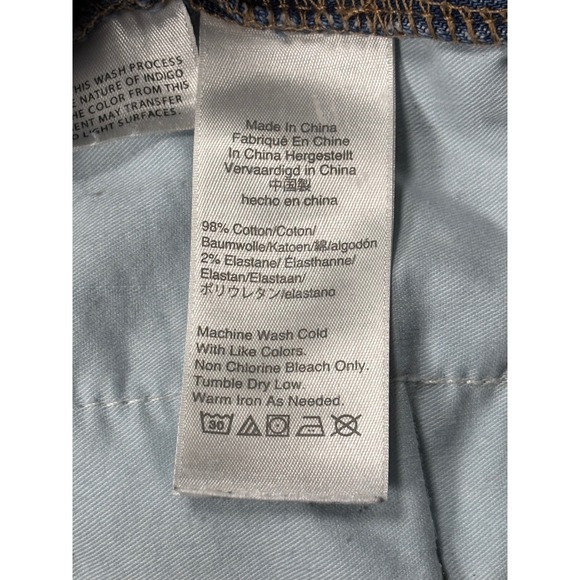 HIS WASH PROCESS
NATURE OF INDIGO
HE COLOR FROM THIS
ENT MAY TRANSFER
LIGHT SURFACES.
Made In China
Fabriqué En Chine
In China Hergestellt
Vervaardigd in China
中国製
hecho en china
98% Cotton/Coton/
Baumwolle/Katoen/綿/algodón
2% Elastane/ Élasthanne/
Elastan/Elastaan/
ポリウレタン/elastano
Machine Wash Cold
With Like Colors.
Non Chlorine Bleach Only.
Tumble Dry Low.
Warm Iron As Needed.
30